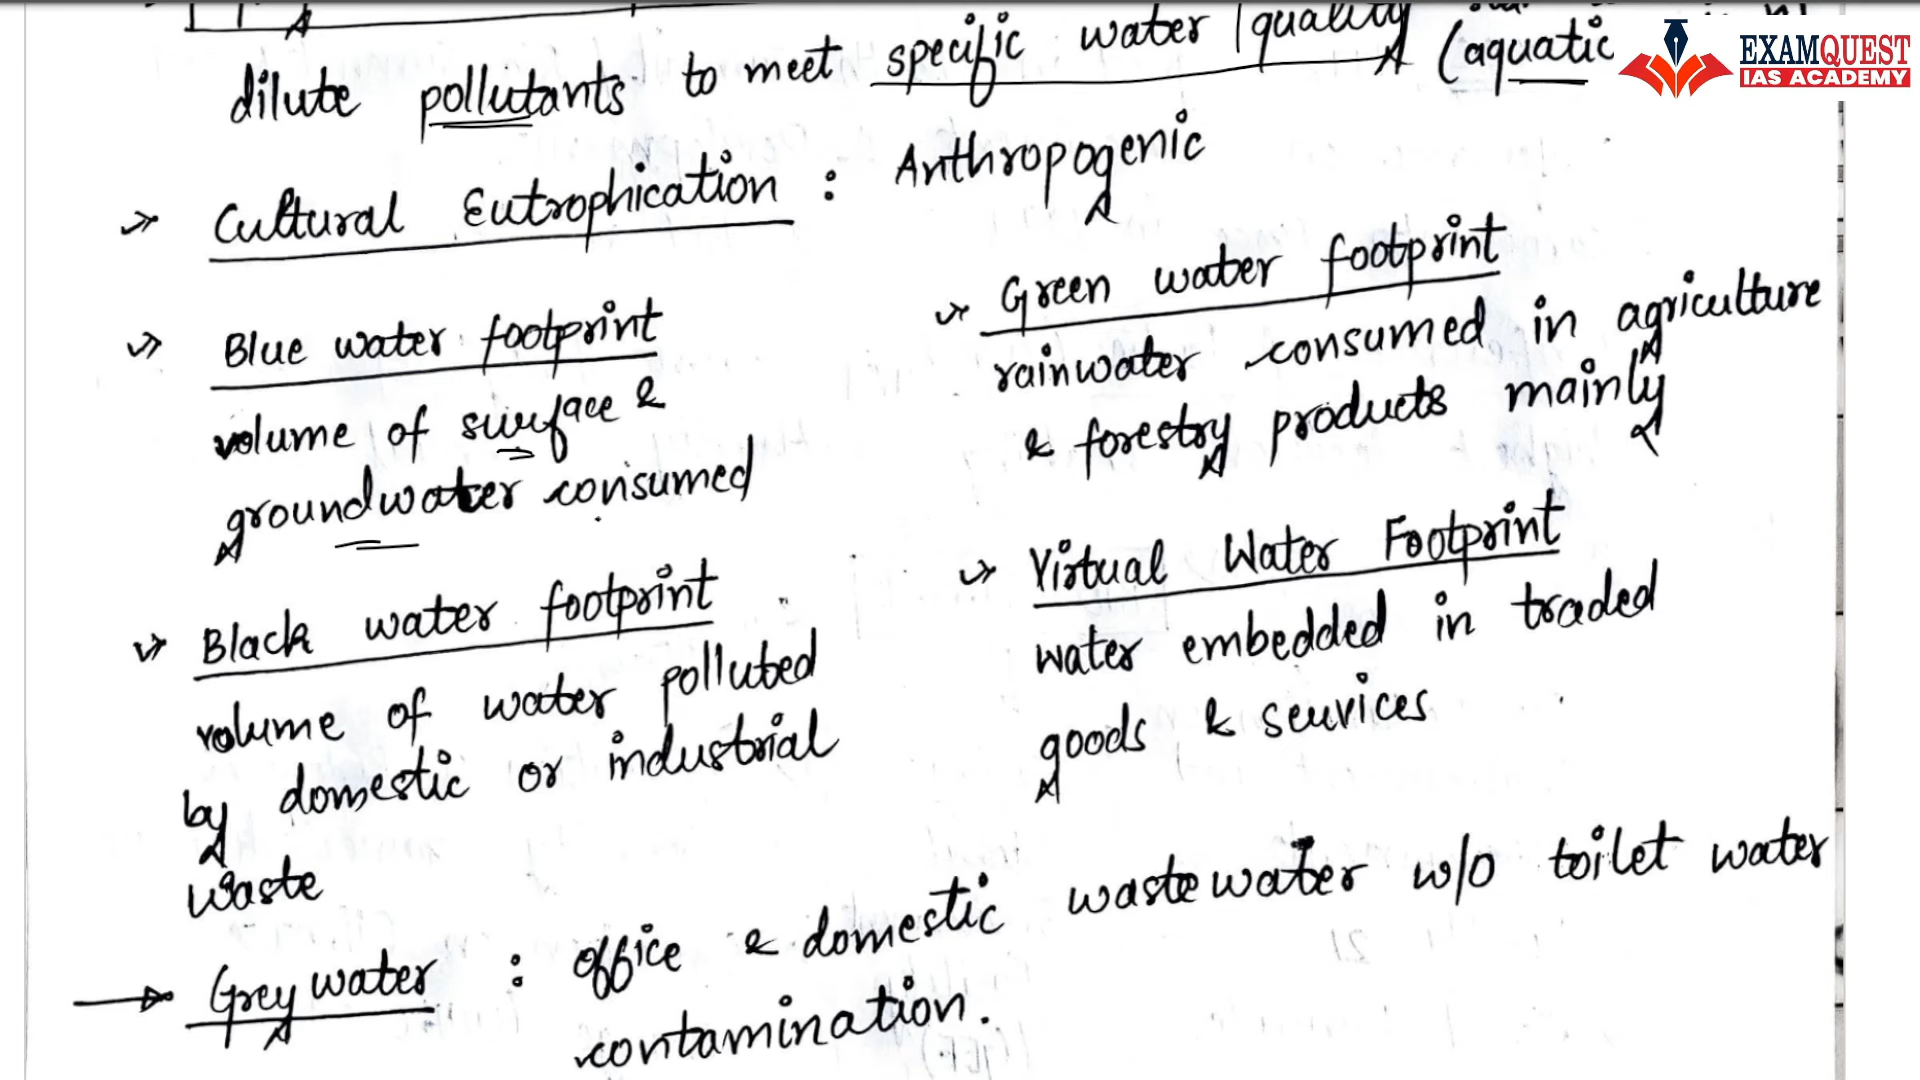 dilute pollutants to meet specific water quality (aquatic
EXAMQUEST
IAS ACADEMY
→ Cultural Eutrophication : Anthropogenic
→ Blue water footprint
volume of surface &
groundwater consumed
→ Green water footprint
rainwater consumed in agriculture
& forestry products mainly
→ Black water footprint
volume of water polluted
by domestic or industrial
waste
→ Virtual Water Footprint
water embedded in traded
goods & services
→ Grey water : office & domestic wastewater w/o toilet water
contamination.